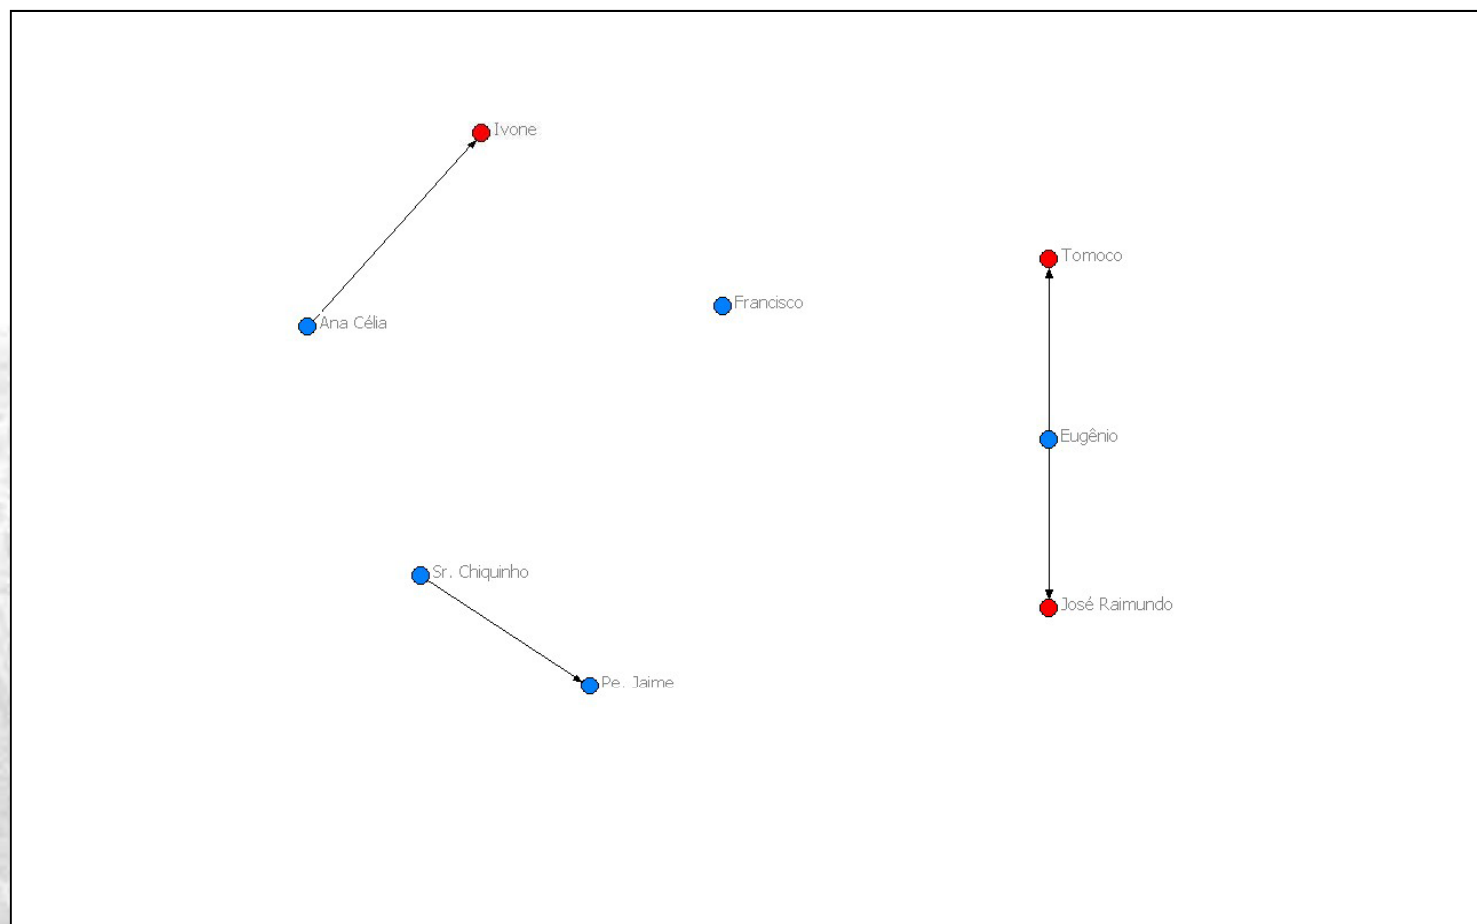 Ivone
Tomoco
Francisco
Ana Célia
Eugênio
Sr. Chiquinho
José Raimundo
Pe. Jaime